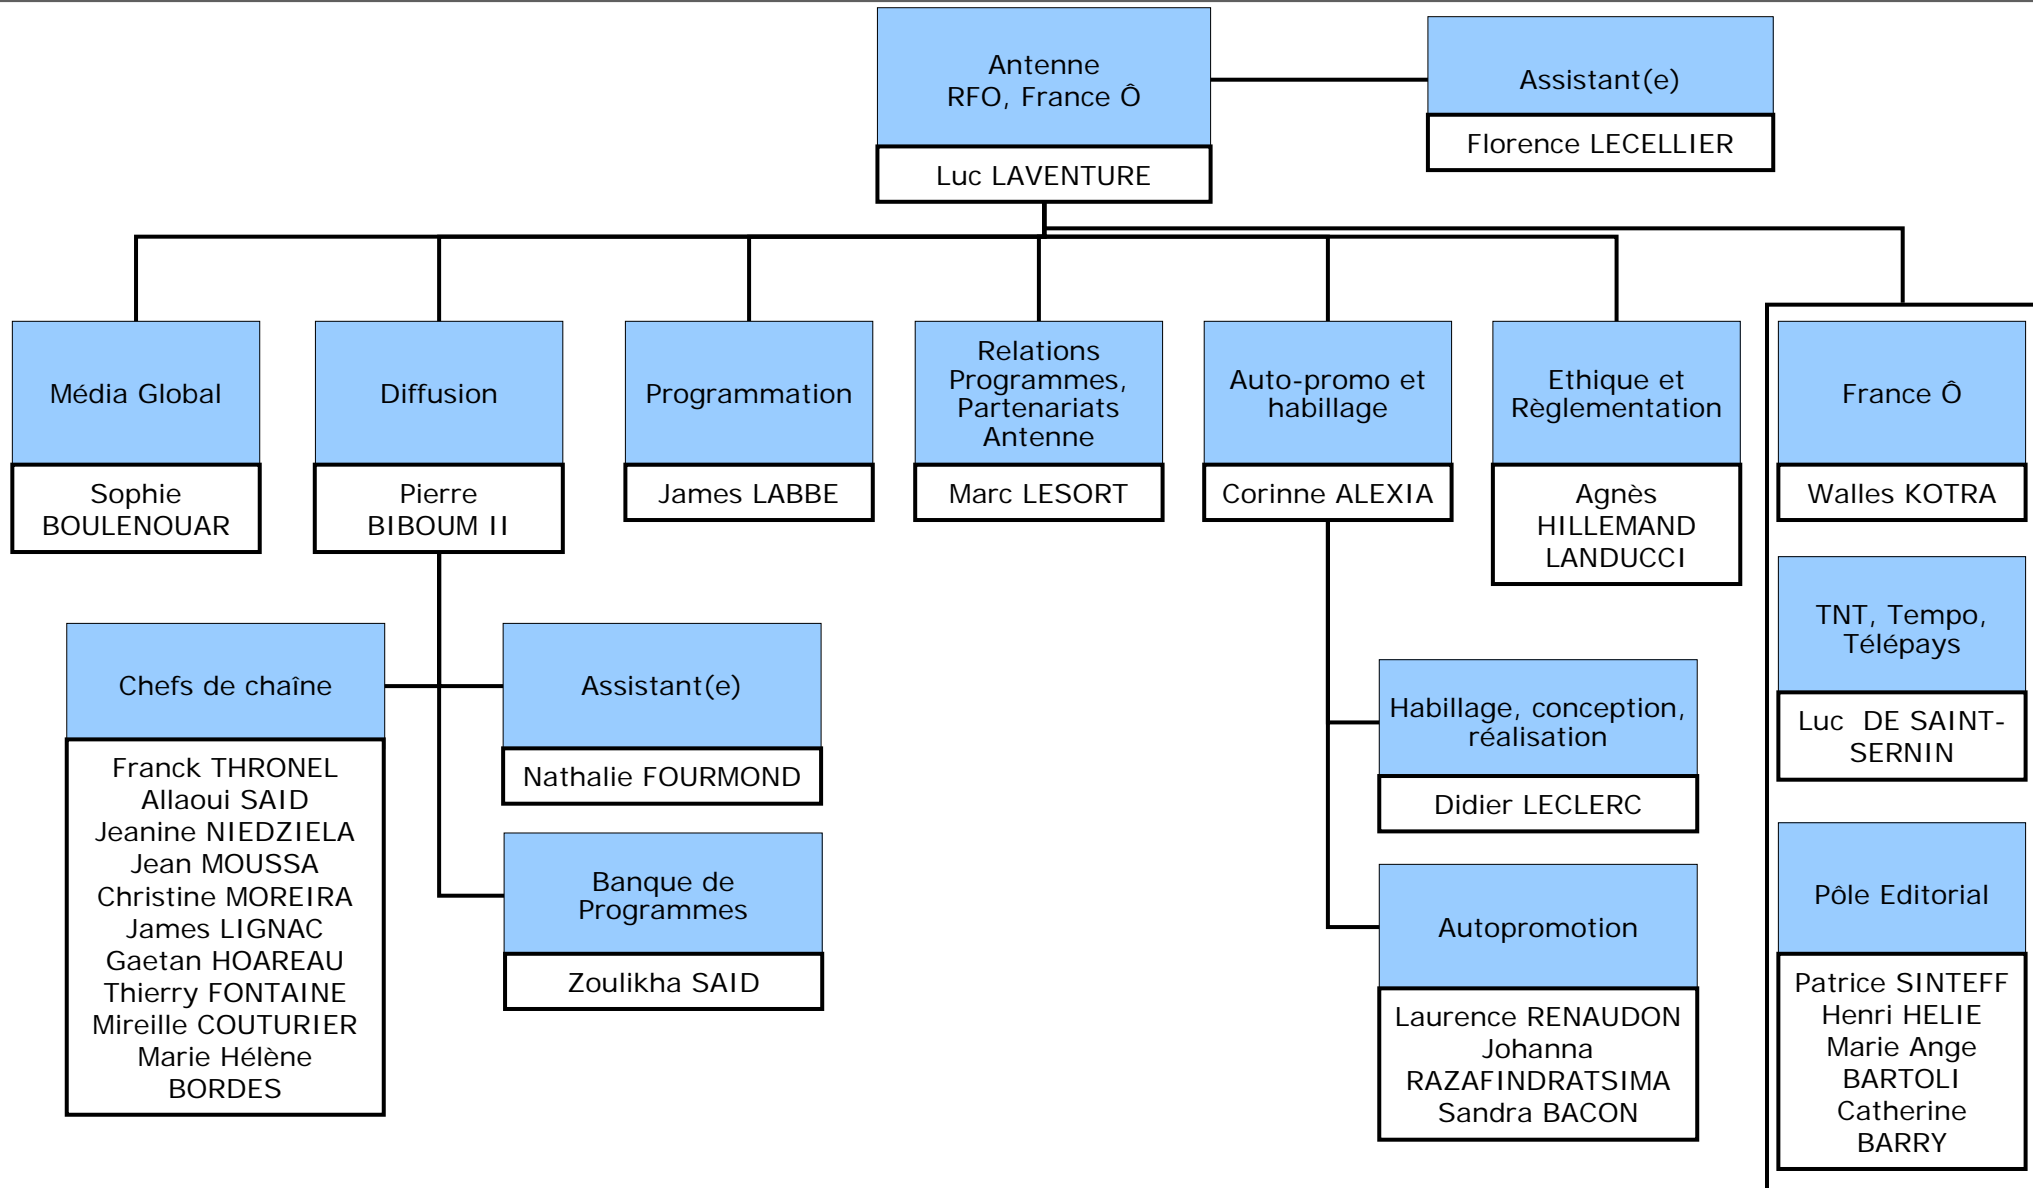 Antenne
RFO, France Ô
Luc LAVENTURE
Assistant(e)
Florence LECELLIER
Média Global
Sophie
BOULENOUAR
Diffusion
Pierre
BIBOUM II
Programmation
James LABBE
Relations
Programmes,
Partenariats
Antenne
Marc LESORT
Auto-promo et
habillage
Corinne ALEXIA
Ethique et
Règlementation
Agnès
HILLEMAND
LANDUCCI
France Ô
Walles KOTRA
TNT, Tempo,
Télépays
Luc  DE SAINT-
SERNIN
Pôle Editorial
Patrice SINTEFF
Henri HELIE
Marie Ange
BARTOLI
Catherine
BARRY
Chefs de chaîne
Franck THRONEL
Allaoui SAID
Jeanine NIEDZIELA
Jean MOUSSA
Christine MOREIRA
James LIGNAC
Gaetan HOAREAU
Thierry FONTAINE
Mireille COUTURIER
Marie Hélène
BORDES
Assistant(e)
Nathalie FOURMOND
Banque de
Programmes
Zoulikha SAID
Habillage, conception,
réalisation
Didier LECLERC
Autopromotion
Laurence RENAUDON
Johanna
RAZAFINDRATSIMA
Sandra BACON